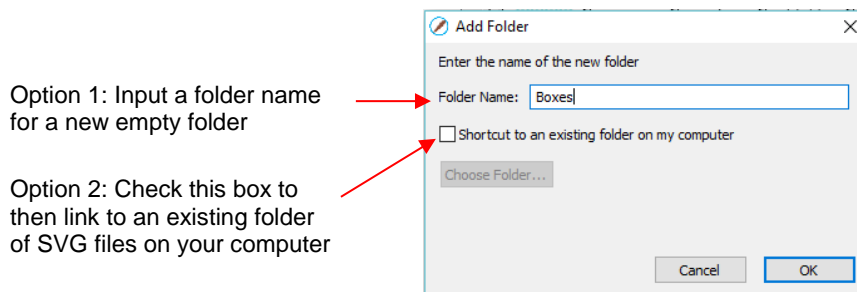 Add Folder
Enter the name of the new folder
Option 1: Input a folder name
for a new empty folder
Folder Name: Boxes
Shortcut to an existing folder on my computer
Choose Folder...
Option 2: Check this box to
then link to an existing folder
of SVG files on your computer
Cancel OK